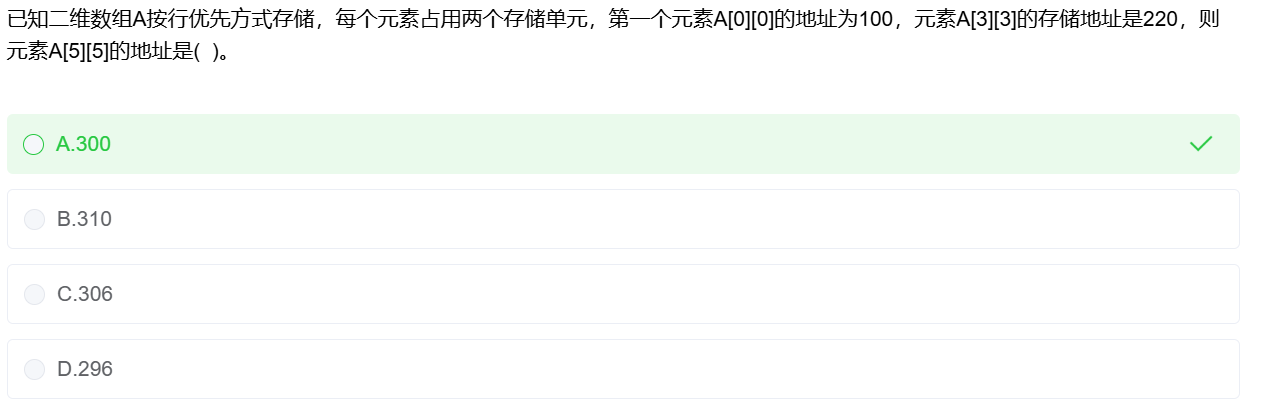 已知二维数组A按行优先方式存储，每个元素占用两个存储单元，第一个元素A[0][0]的地址为100，元素A[3][3]的存储地址是220，则
元素A[5][5]的地址是( )。
A.300
B.310
C.306
D.296